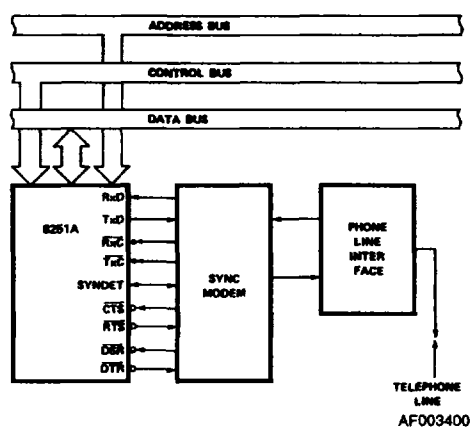 ADDRESS BUS
CONTROL BUS
DATA BUS
8251A
RxD
TxD
RxC
TxC
SYNDET
CTS
RTS
DSR
DTR
SYNC
MODEM
PHONE
LINE
INTER
FACE
TELEPHONE
LINE
AF003400